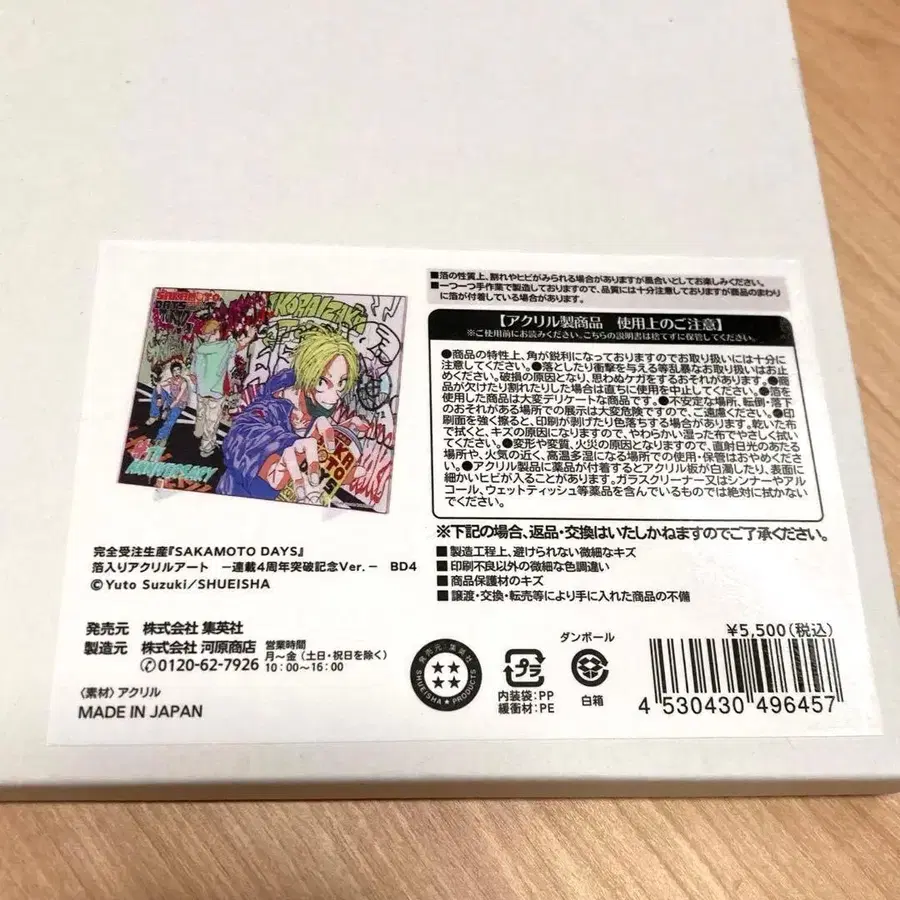 ■箔の性質上、割れやヒビがみられる場合がありますが風合いとしてお楽しみください。
■一つ一つ手作業で製造しておりますので、品質には十分注意しておりますが商品のまわり
に箔が付着している場合があります。
【アクリル製商品 使用上のご注意】
※ご使用前にお読みください。こちらの説明書は捨てずに保管してください。
●商品の特性上、角が鋭利になっておりますのでお取り扱いには十分に
注意してください。●落としたり衝撃を与える等乱暴なお取り扱いはお止
めください。破損の原因となり、思わぬケガをするおそれがあります。●商
品が欠けたり割れたりした場合は直ちに使用を中止してください。●箔を
使用した商品は大変デリケートな商品です。●不安定な場所、転倒・落下
のおそれがある場所での展示は大変危険ですので、ご遠慮ください。●印
刷面を強く擦ると、印刷が剥げたり色落ちする場合があります。乾いた布
で拭くと、キズの原因になりますので、やわらかい湿った布でやさしく拭い
てください。●変形や変質、火災の原因となりますので、直射日光のあたる
場所や、火気の近く、高温多湿になる場所での使用・保管はおやめくださ
い。●アクリル製品に薬品が付着するとアクリル板が白濁したり、表面に
細かいヒビが入ることがあります。ガラスクリーナー又はシンナーやアル
コール、ウェットティッシュ等薬品を含んでいるものでは絶対に拭かない
でください。
※下記の場合、返品・交換はいたしかねますのでご了承ください。
■製造工程上、避けられない微細なキズ
■印刷不良以外の微細な色調違い
■商品保護材のキズ
■譲渡・交換・転売等により手に入れた商品の不備
SAKAMOTO
DAYS
4TH
ANNIVERSARY
完全受注生産『SAKAMOTO DAYS』
箔入りアクリルアート －連載4周年突破記念Ver.－ BD4
©Yuto Suzuki/SHUEISHA
発売元 株式会社 集英社
製造元 株式会社 河原商店
0120-62-7926
営業時間
月～金(土日・祝日を除く)
10:00～16:00
〈素材〉アクリル
MADE IN JAPAN
発売元:集英社
SHUEISHA PRODUCTS
プラ
内装袋:PP
緩衝材:PE
ダンボール
白箱
¥5,500(税込)
4 530430 496457